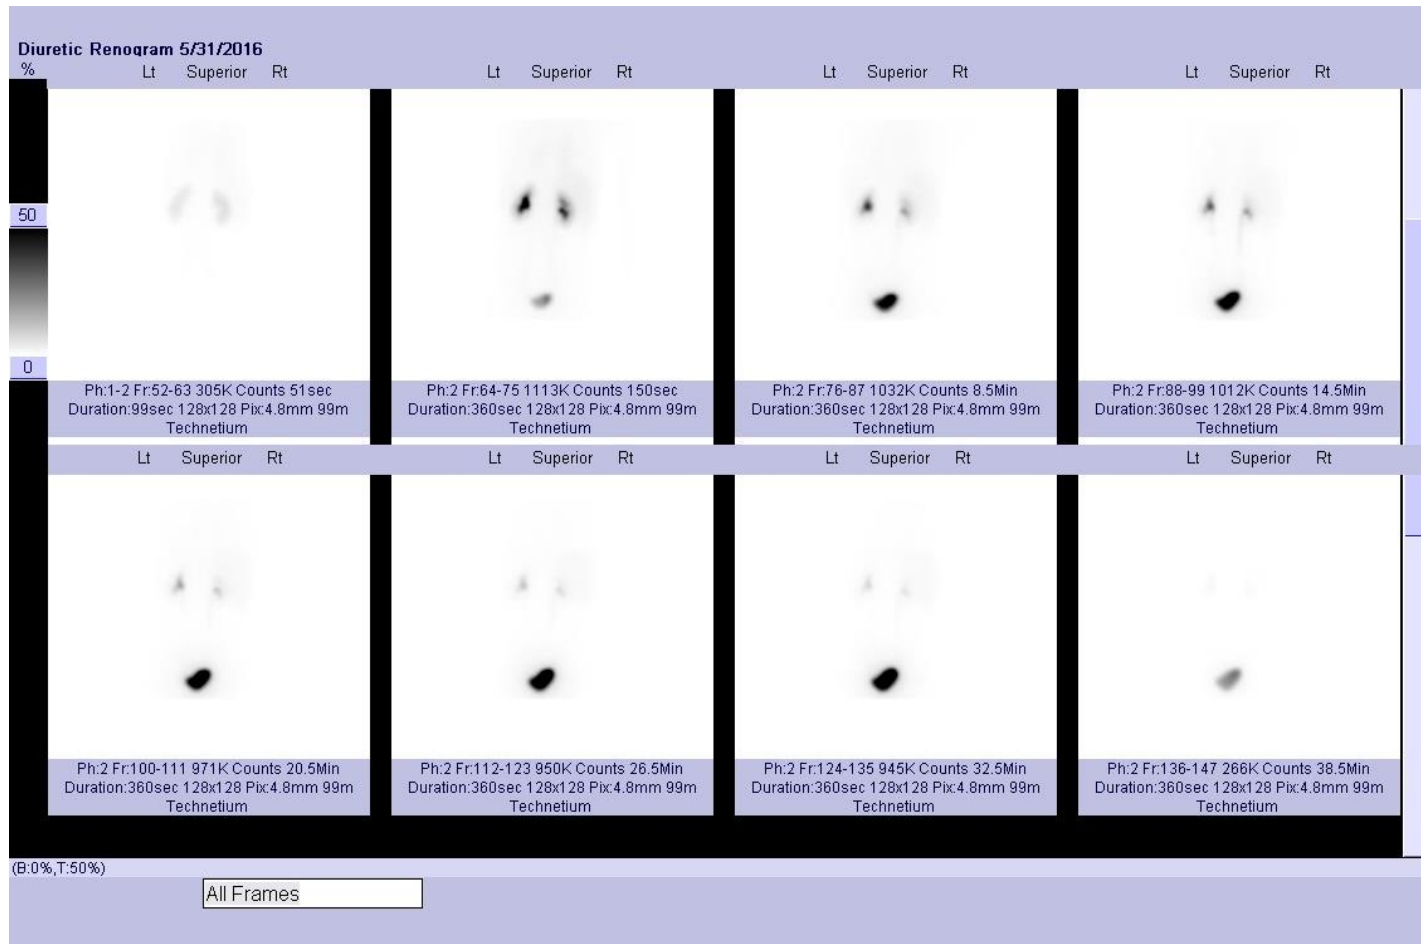 Diuretic Renogram 5/31/2016
%
Lt Superior Rt
Lt Superior Rt
Lt Superior Rt
Lt Superior Rt
50
0
Ph:1-2 Fr:52-63 305K Counts 51sec
Duration:99sec 128x128 Pix:4.8mm 99m
Technetium
Ph:2 Fr:64-75 1113K Counts 150sec
Duration:360sec 128x128 Pix:4.8mm 99m
Technetium
Ph:2 Fr:76-87 1032K Counts 8.5Min
Duration:360sec 128x128 Pix:4.8mm 99m
Technetium
Ph:2 Fr:88-99 1012K Counts 14.5Min
Duration:360sec 128x128 Pix:4.8mm 99m
Technetium
Lt Superior Rt
Lt Superior Rt
Lt Superior Rt
Lt Superior Rt
Ph:2 Fr:100-111 971K Counts 20.5Min
Duration:360sec 128x128 Pix:4.8mm 99m
Technetium
Ph:2 Fr:112-123 950K Counts 26.5Min
Duration:360sec 128x128 Pix:4.8mm 99m
Technetium
Ph:2 Fr:124-135 945K Counts 32.5Min
Duration:360sec 128x128 Pix:4.8mm 99m
Technetium
Ph:2 Fr:136-147 266K Counts 38.5Min
Duration:360sec 128x128 Pix:4.8mm 99m
Technetium
(B:0%,T:50%)
All Frames